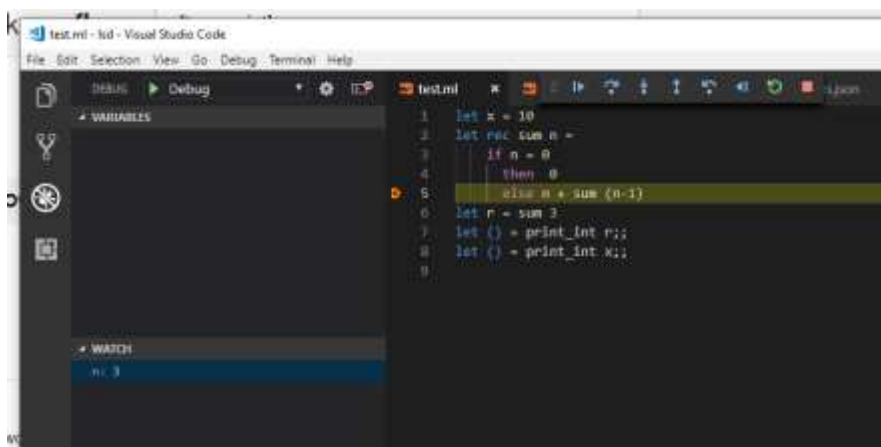 test.ml - lsd - Visual Studio Code
File Edit Selection View Go Debug Terminal Help
DEBUG Debug
test.ml
VARIABLES
1 let x = 10
2 let rec sum n =
3 if n = 0
4 then 0
5 else n + sum (n-1)
6 let r = sum 3
7 let () = print_int r;;
8 let () = print_int x;;
9
WATCH
n: 3